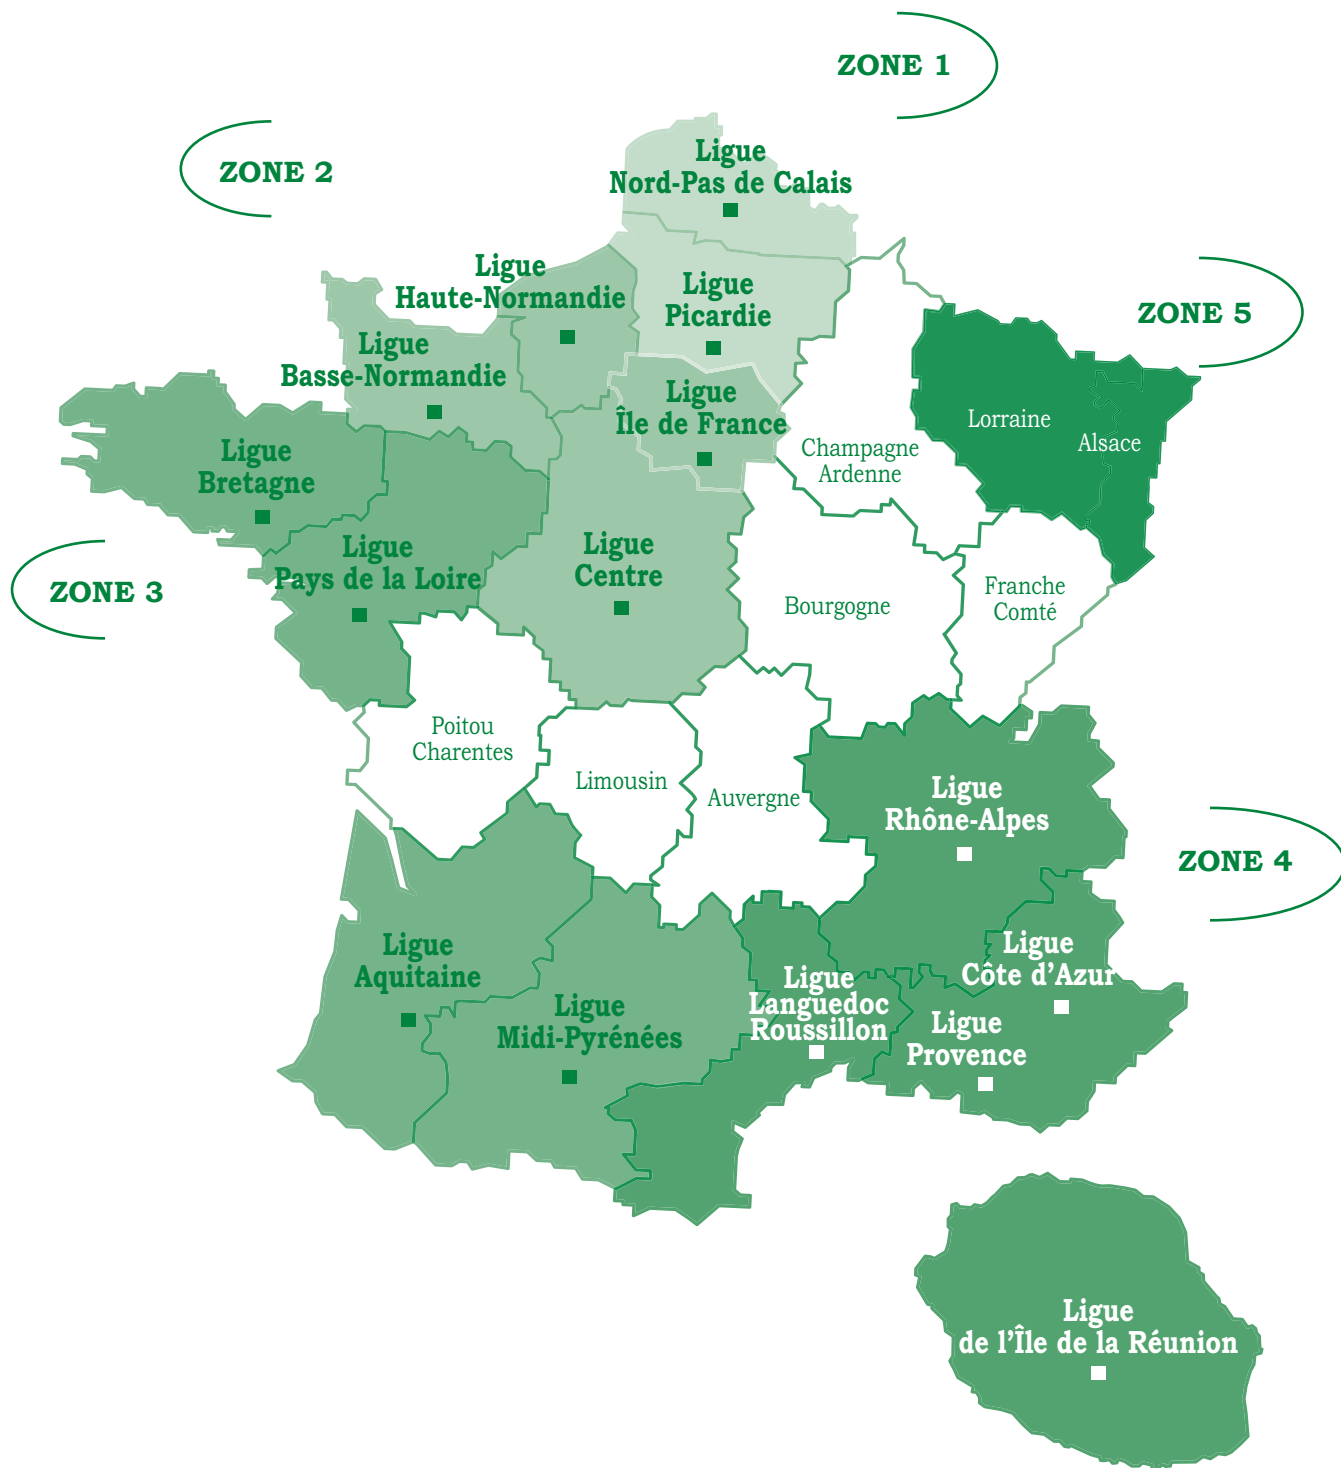 ZONE 1
ZONE 2
Ligue
Nord-Pas de Calais
Ligue
Haute-Normandie
Ligue
Picardie
ZONE 5
Ligue
Basse-Normandie
Ligue
Île de France
Lorraine
Alsace
Champagne
Ardenne
Ligue
Bretagne
Ligue
Pays de la Loire
Ligue
Centre
ZONE 3
Bourgogne
Franche
Comté
Poitou
Charentes
Limousin
Auvergne
Ligue
Rhône-Alpes
ZONE 4
Ligue
Aquitaine
Ligue
Midi-Pyrénées
Ligue
Languedoc
Roussillon
Ligue
Côte d'Azur
Ligue
Provence
Ligue
de l'Île de la Réunion